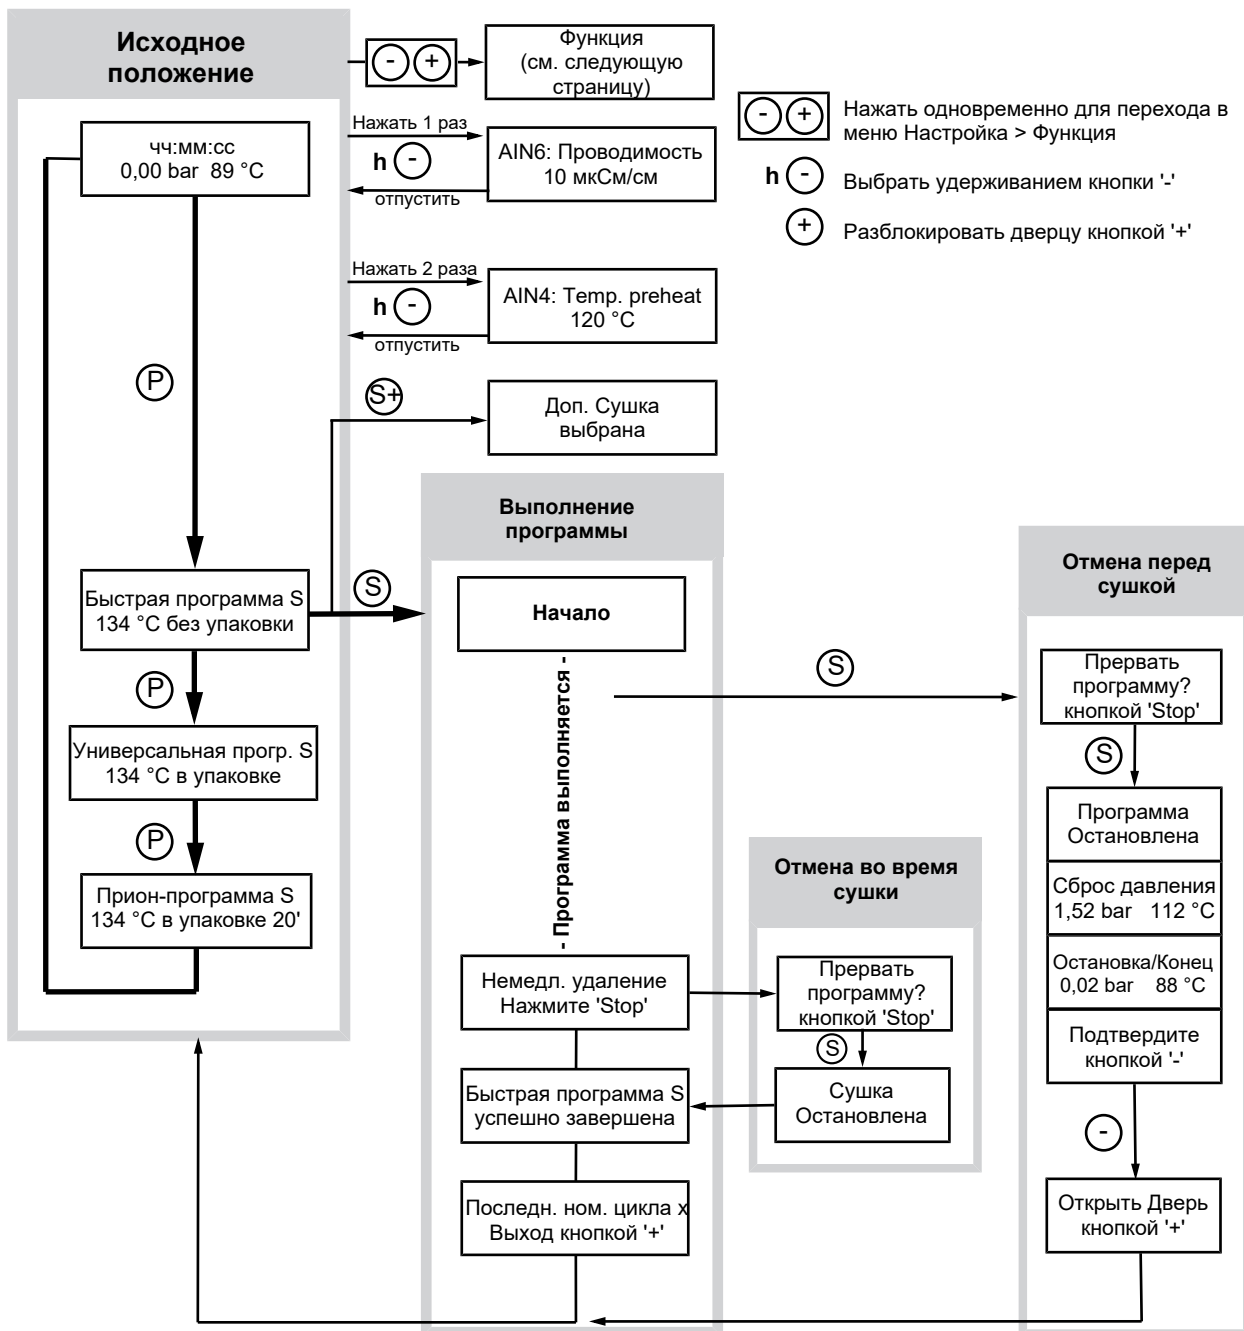 Исходное
положение
чч:мм:сс
0,00 bar 89 °C
P
Быстрая программа S
134 °C без упаковки
P
Универсальная прогр. S
134 °C в упаковке
P
Прион-программа S
134 °C в упаковке 20'
- +
Функция
(см. следующую
страницу)
Нажать 1 раз
h -
отпустить
AIN6: Проводимость
10 мкСм/см
Нажать 2 раза
h -
отпустить
AIN4: Temp. preheat
120 °C
S+
Доп. Сушка
выбрана
- +
Нажать одновременно для перехода в
меню Настройка > Функция
h -
Выбрать удерживанием кнопки '-'
+
Разблокировать дверцу кнопкой '+'
S
Выполнение
программы
Начало
- Программа выполняется -
Немедл. удаление
Нажмите 'Stop'
Быстрая программа S
успешно завершена
Последн. ном. цикла x
Выход кнопкой '+'
Отмена во время
сушки
Прервать
программу?
кнопкой 'Stop'
S
Сушка
Остановлена
S
Отмена перед
сушкой
Прервать
программу?
кнопкой 'Stop'
S
Программа
Остановлена
Сброс давления
1,52 bar 112 °C
Остановка/Конец
0,02 bar 88 °C
Подтвердите
кнопкой '-'
-
Открыть Дверь
кнопкой '+'